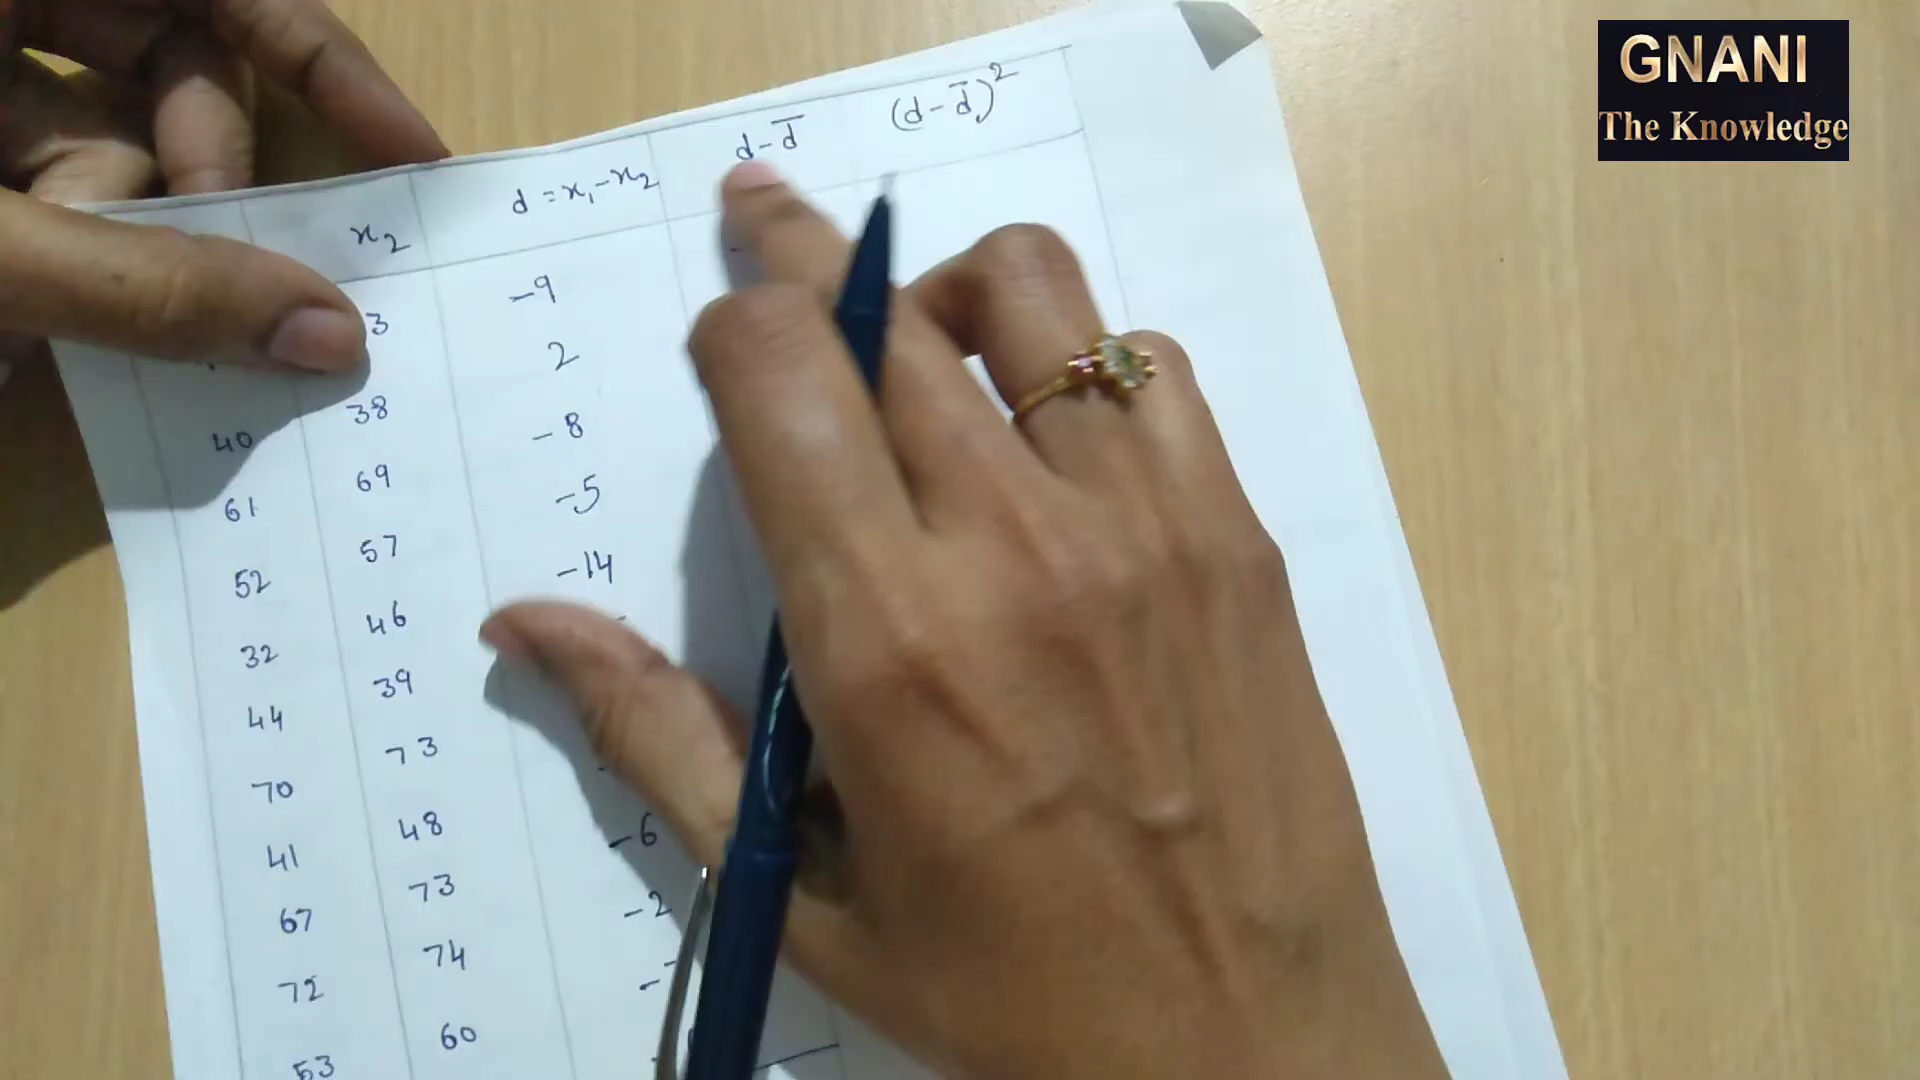 GNANI
The Knowledge
x₂ d = x₁ - x₂ d - d̅ (d - d̅)²
3 -9
2
40 38 -8
61 69 -5
52 57 -14
32 46
44 39
70 73
41 48 -6
67 73 -2
72 74
53 60